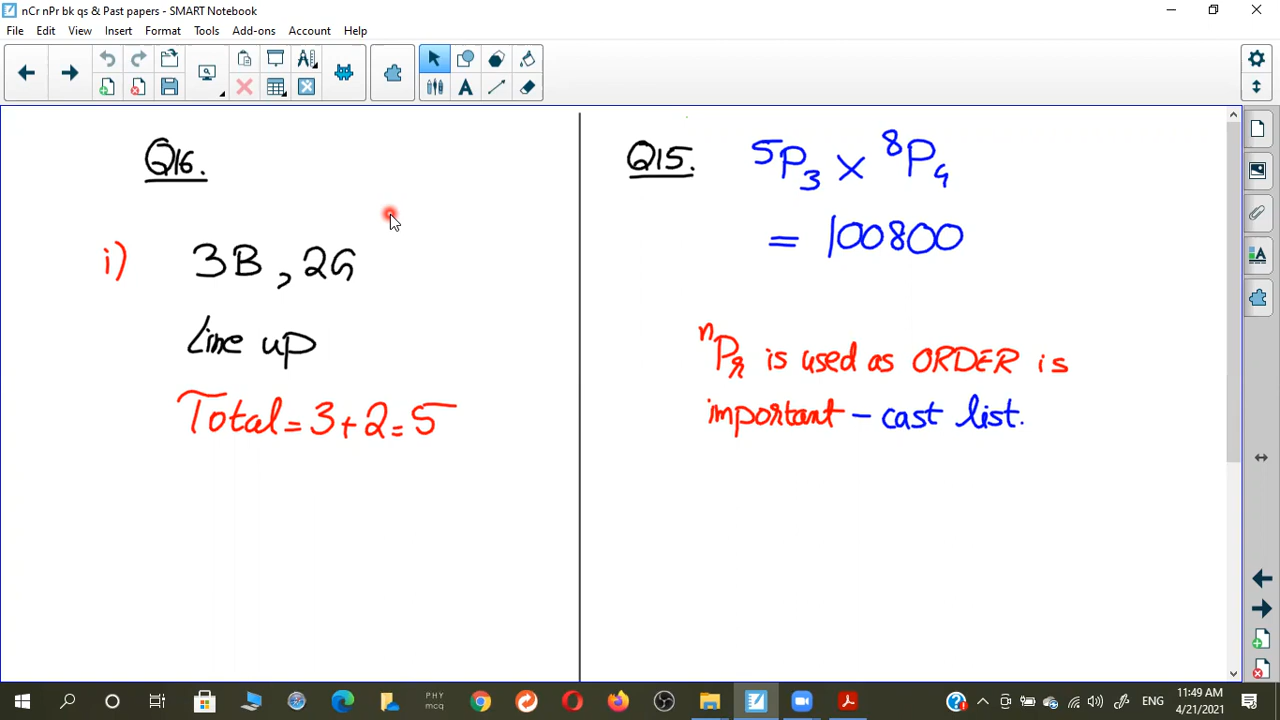 nCr nPr bk qs & Past papers - SMART Notebook
File Edit View Insert Format Tools Add-ons Account Help
Q16.
i) 3B, 2G
Line up
Total = 3+2=5
Q15. ⁵P₃ × ⁸P₄
= 100800
ⁿPᵣ is used as ORDER is
important – cast list.
PHY
mcq
ENG
11:49 AM
4/21/2021